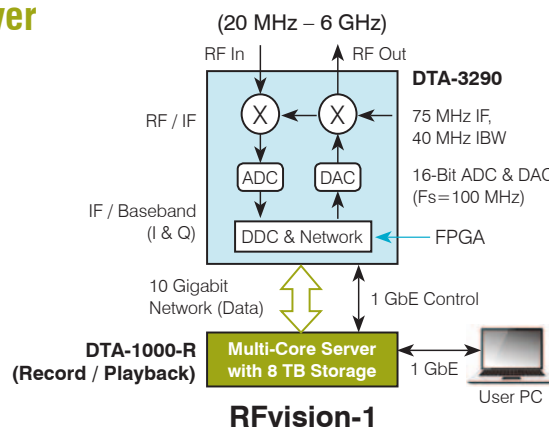 (20 MHz – 6 GHz)
RF In
RF Out
DTA-3290
RF / IF
X
X
75 MHz IF,
40 MHz IBW
ADC
DAC
16-Bit ADC & DAC
(Fs=100 MHz)
IF / Baseband
(I & Q)
DDC & Network
FPGA
10 Gigabit
Network (Data)
1 GbE Control
DTA-1000-R
(Record / Playback)
Multi-Core Server
with 8 TB Storage
1 GbE
User PC
RFvision-1